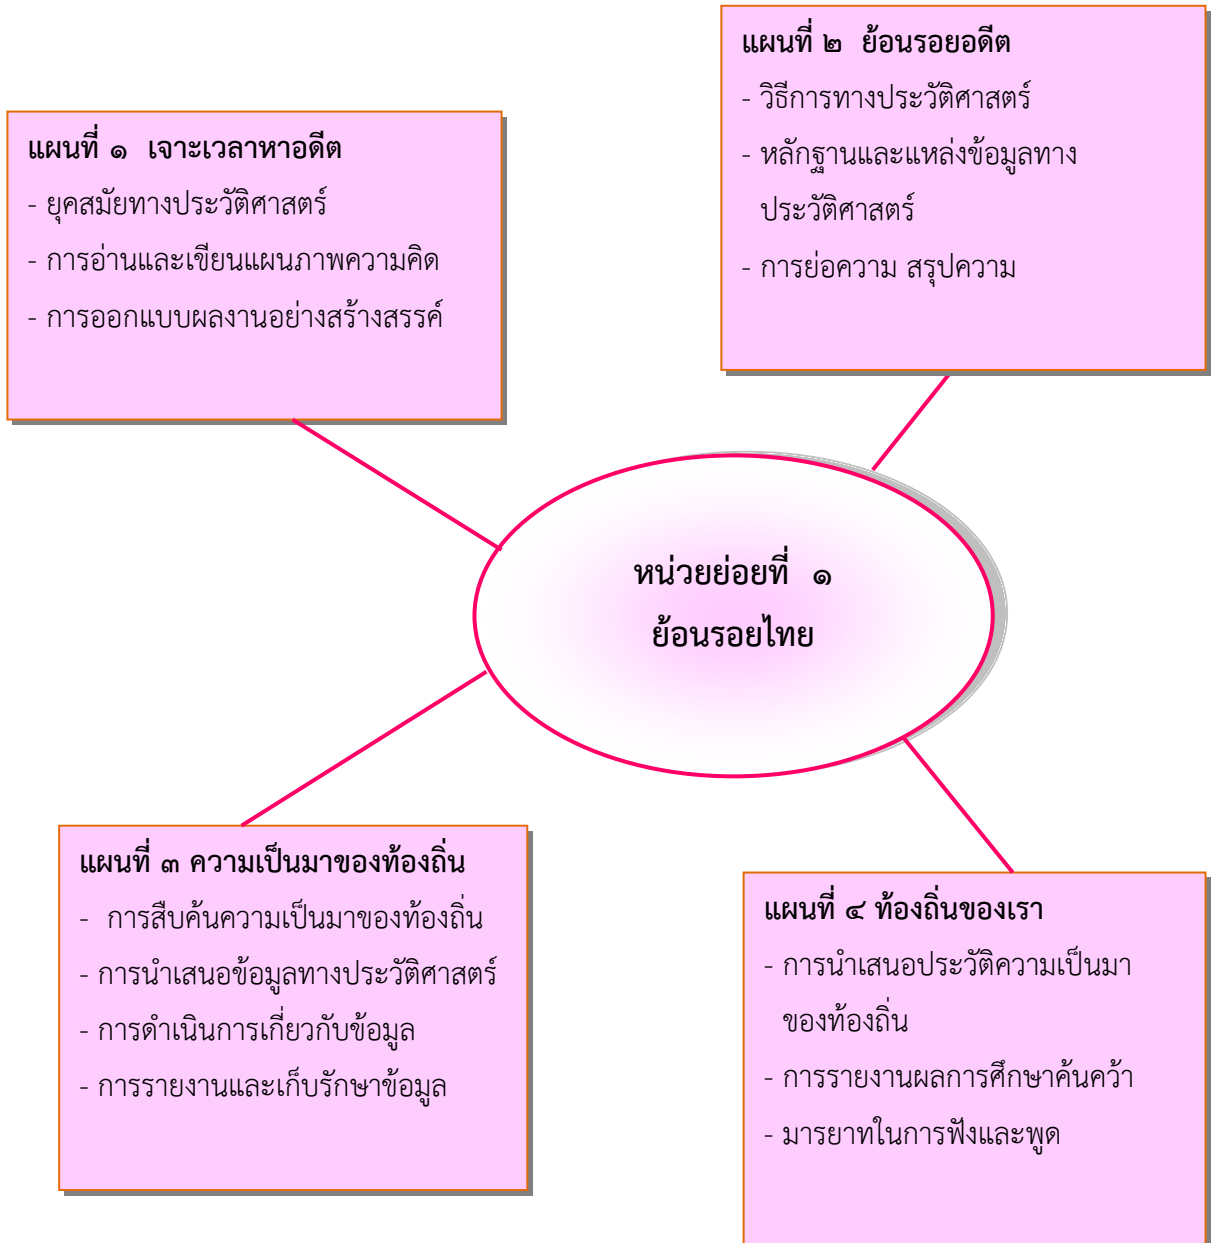 แผนที่ ๑  เจาะเวลาหาอดีต
- ยุคสมัยทางประวัติศาสตร์
- การอ่านและเขียนแผนภาพความคิด
- การออกแบบผลงานอย่างสร้างสรรค์
แผนที่ ๒  ย้อนรอยอดีต
- วิธีการทางประวัติศาสตร์
- หลักฐานและแหล่งข้อมูลทาง
ประวัติศาสตร์
- การย่อความ สรุปความ
หน่วยย่อยที่  ๑
ย้อนรอยไทย
แผนที่ ๓ ความเป็นมาของท้องถิ่น
-  การสืบค้นความเป็นมาของท้องถิ่น
- การนำเสนอข้อมูลทางประวัติศาสตร์
- การดำเนินการเกี่ยวกับข้อมูล
- การรายงานและเก็บรักษาข้อมูล
แผนที่ ๔ ท้องถิ่นของเรา
- การนำเสนอประวัติความเป็นมา
ของท้องถิ่น
- การรายงานผลการศึกษาค้นคว้า
- มารยาทในการฟังและพูด